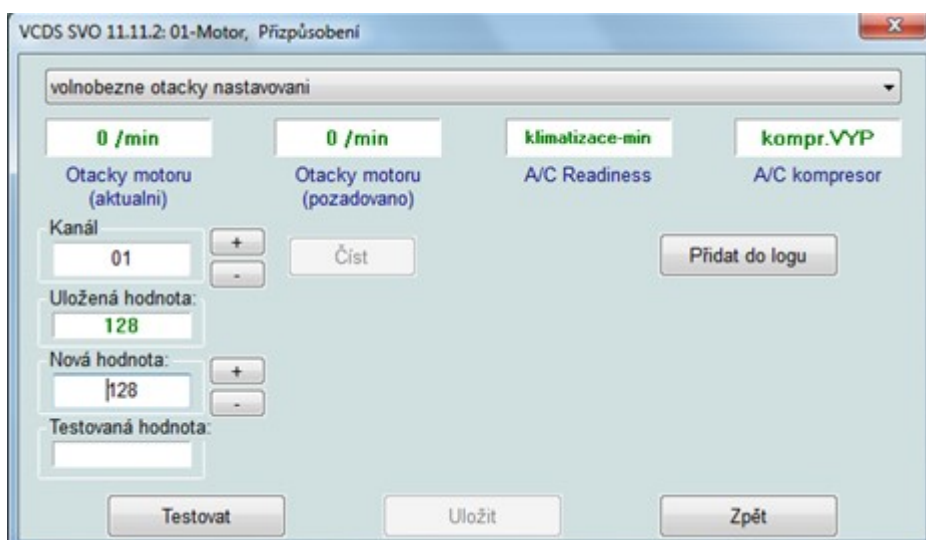 VCDS SVO 11.11.2: 01-Motor, Přizpůsobení
volnobezne otacky nastavovani
0 /min
0 /min
klimatizace-min
kompr.VYP
Otacky motoru
(aktualni)
Otacky motoru
(pozadovano)
A/C Readiness
A/C kompresor
Kanál
01
+
-
Číst
Přidat do logu
Uložená hodnota:
128
Nová hodnota:
128
+
-
Testovaná hodnota:
Testovat
Uložit
Zpět